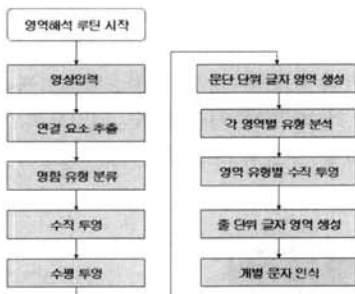 영역해석 루틴 시작
영상입력
연결 요소 추출
명함 유형 분류
수직 투영
수평 투영
문단 단위 글자 영역 생성
각 영역별 유형 분석
영역 유형별 수직 투영
줄 단위 글자 영역 생성
개별 문자 인식